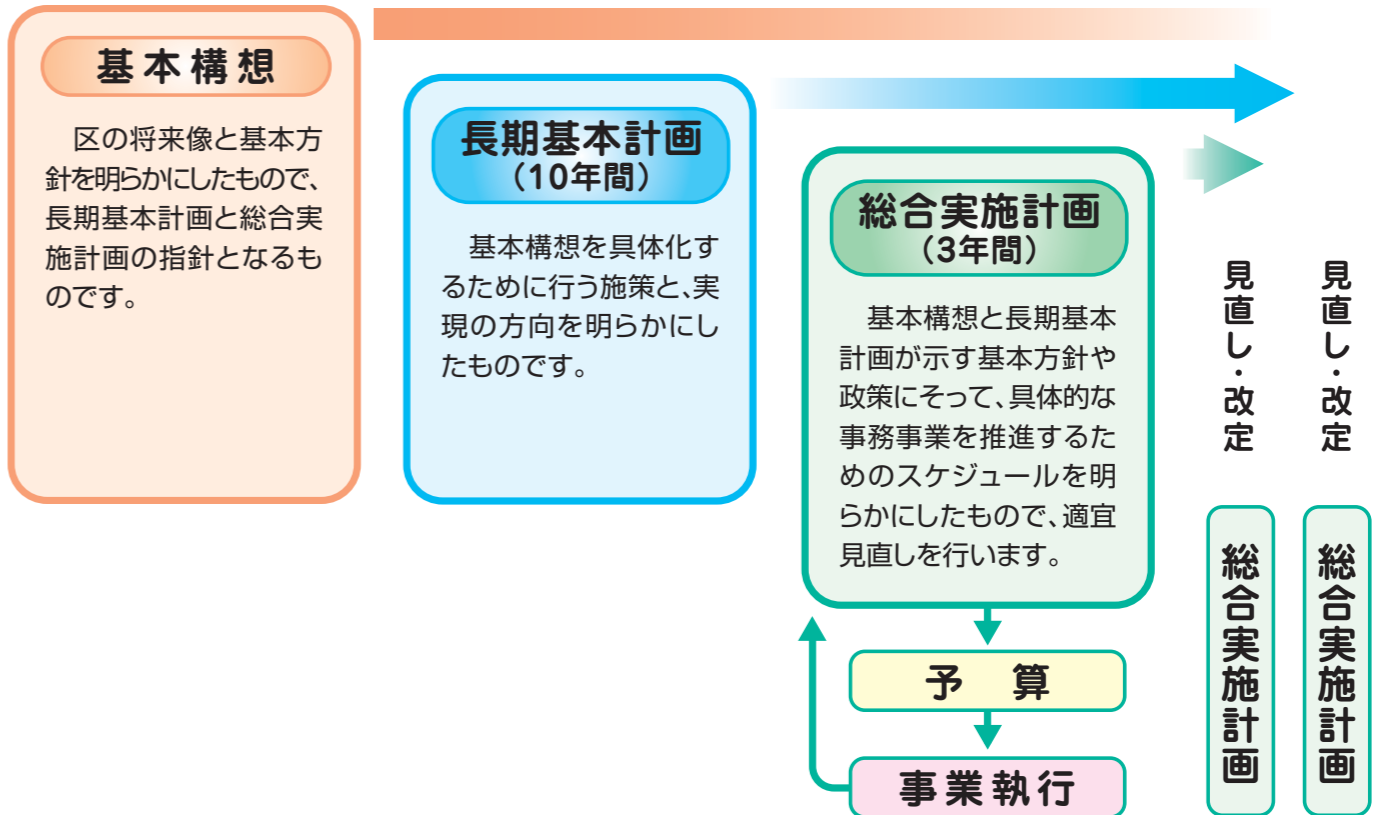 基本構想
区の将来像と基本方
針を明らかにしたもので、
長期基本計画と総合実
施計画の指針となるも
のです。
長期基本計画
(10年間)
基本構想を具体化す
るために行う施策と、実
現の方向を明らかにし
たものです。
総合実施計画
(3年間)
基本構想と長期基本
計画が示す基本方針や
政策にそって、具体的な
事務事業を推進するた
めのスケジュールを明
らかにしたもので、適宜
見直しを行います。
予　算
事業執行
見直し・改定
総合実施計画
見直し・改定
総合実施計画